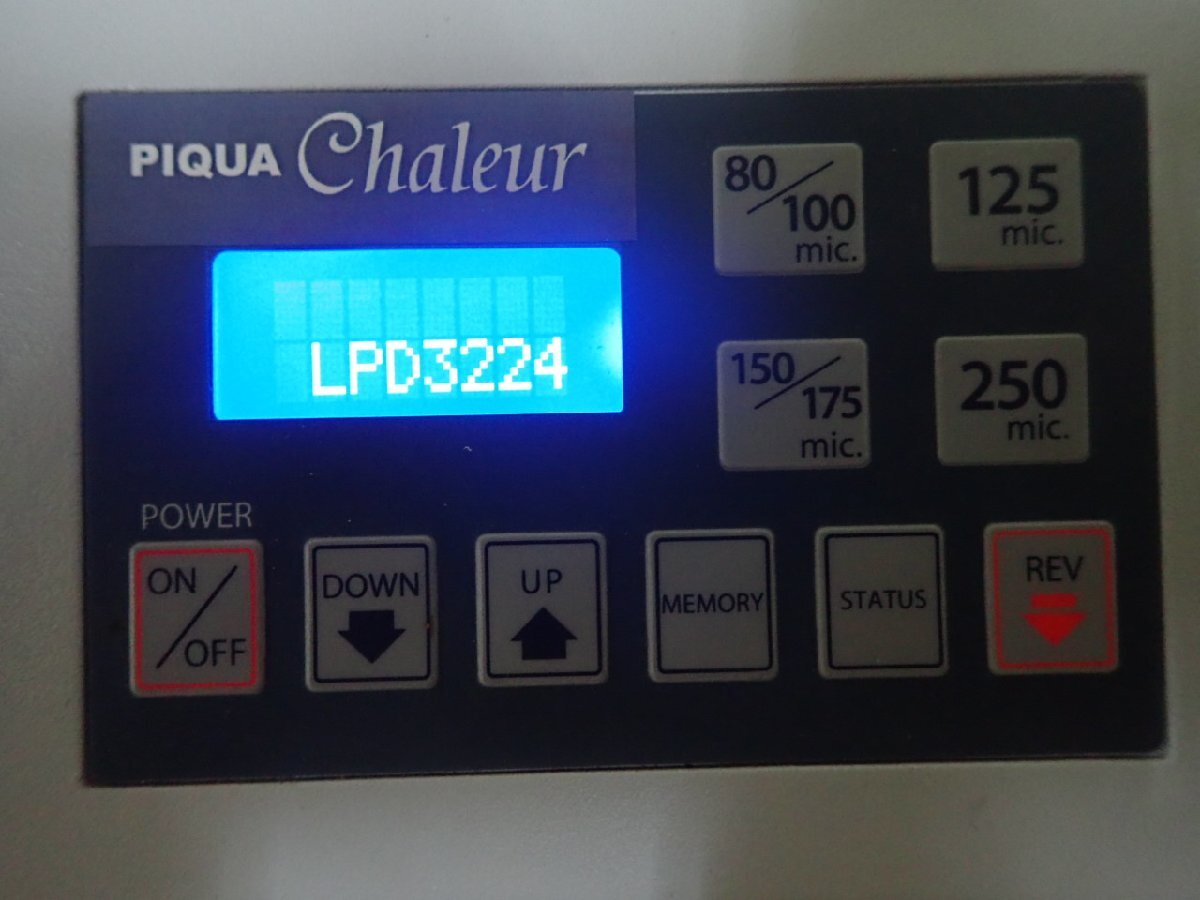 PIQUA Chaleur
LPD3224
80/100
mic.
125
mic.
150/175
mic.
250
mic.
POWER
ON/OFF
DOWN
UP
MEMORY
STATUS
REV